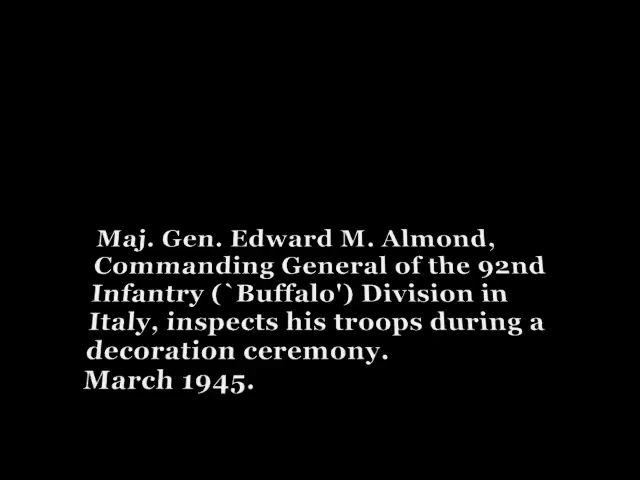 Maj. Gen. Edward M. Almond,
Commanding General of the 92nd
Infantry (`Buffalo') Division in
Italy, inspects his troops during a
decoration ceremony.
March 1945.